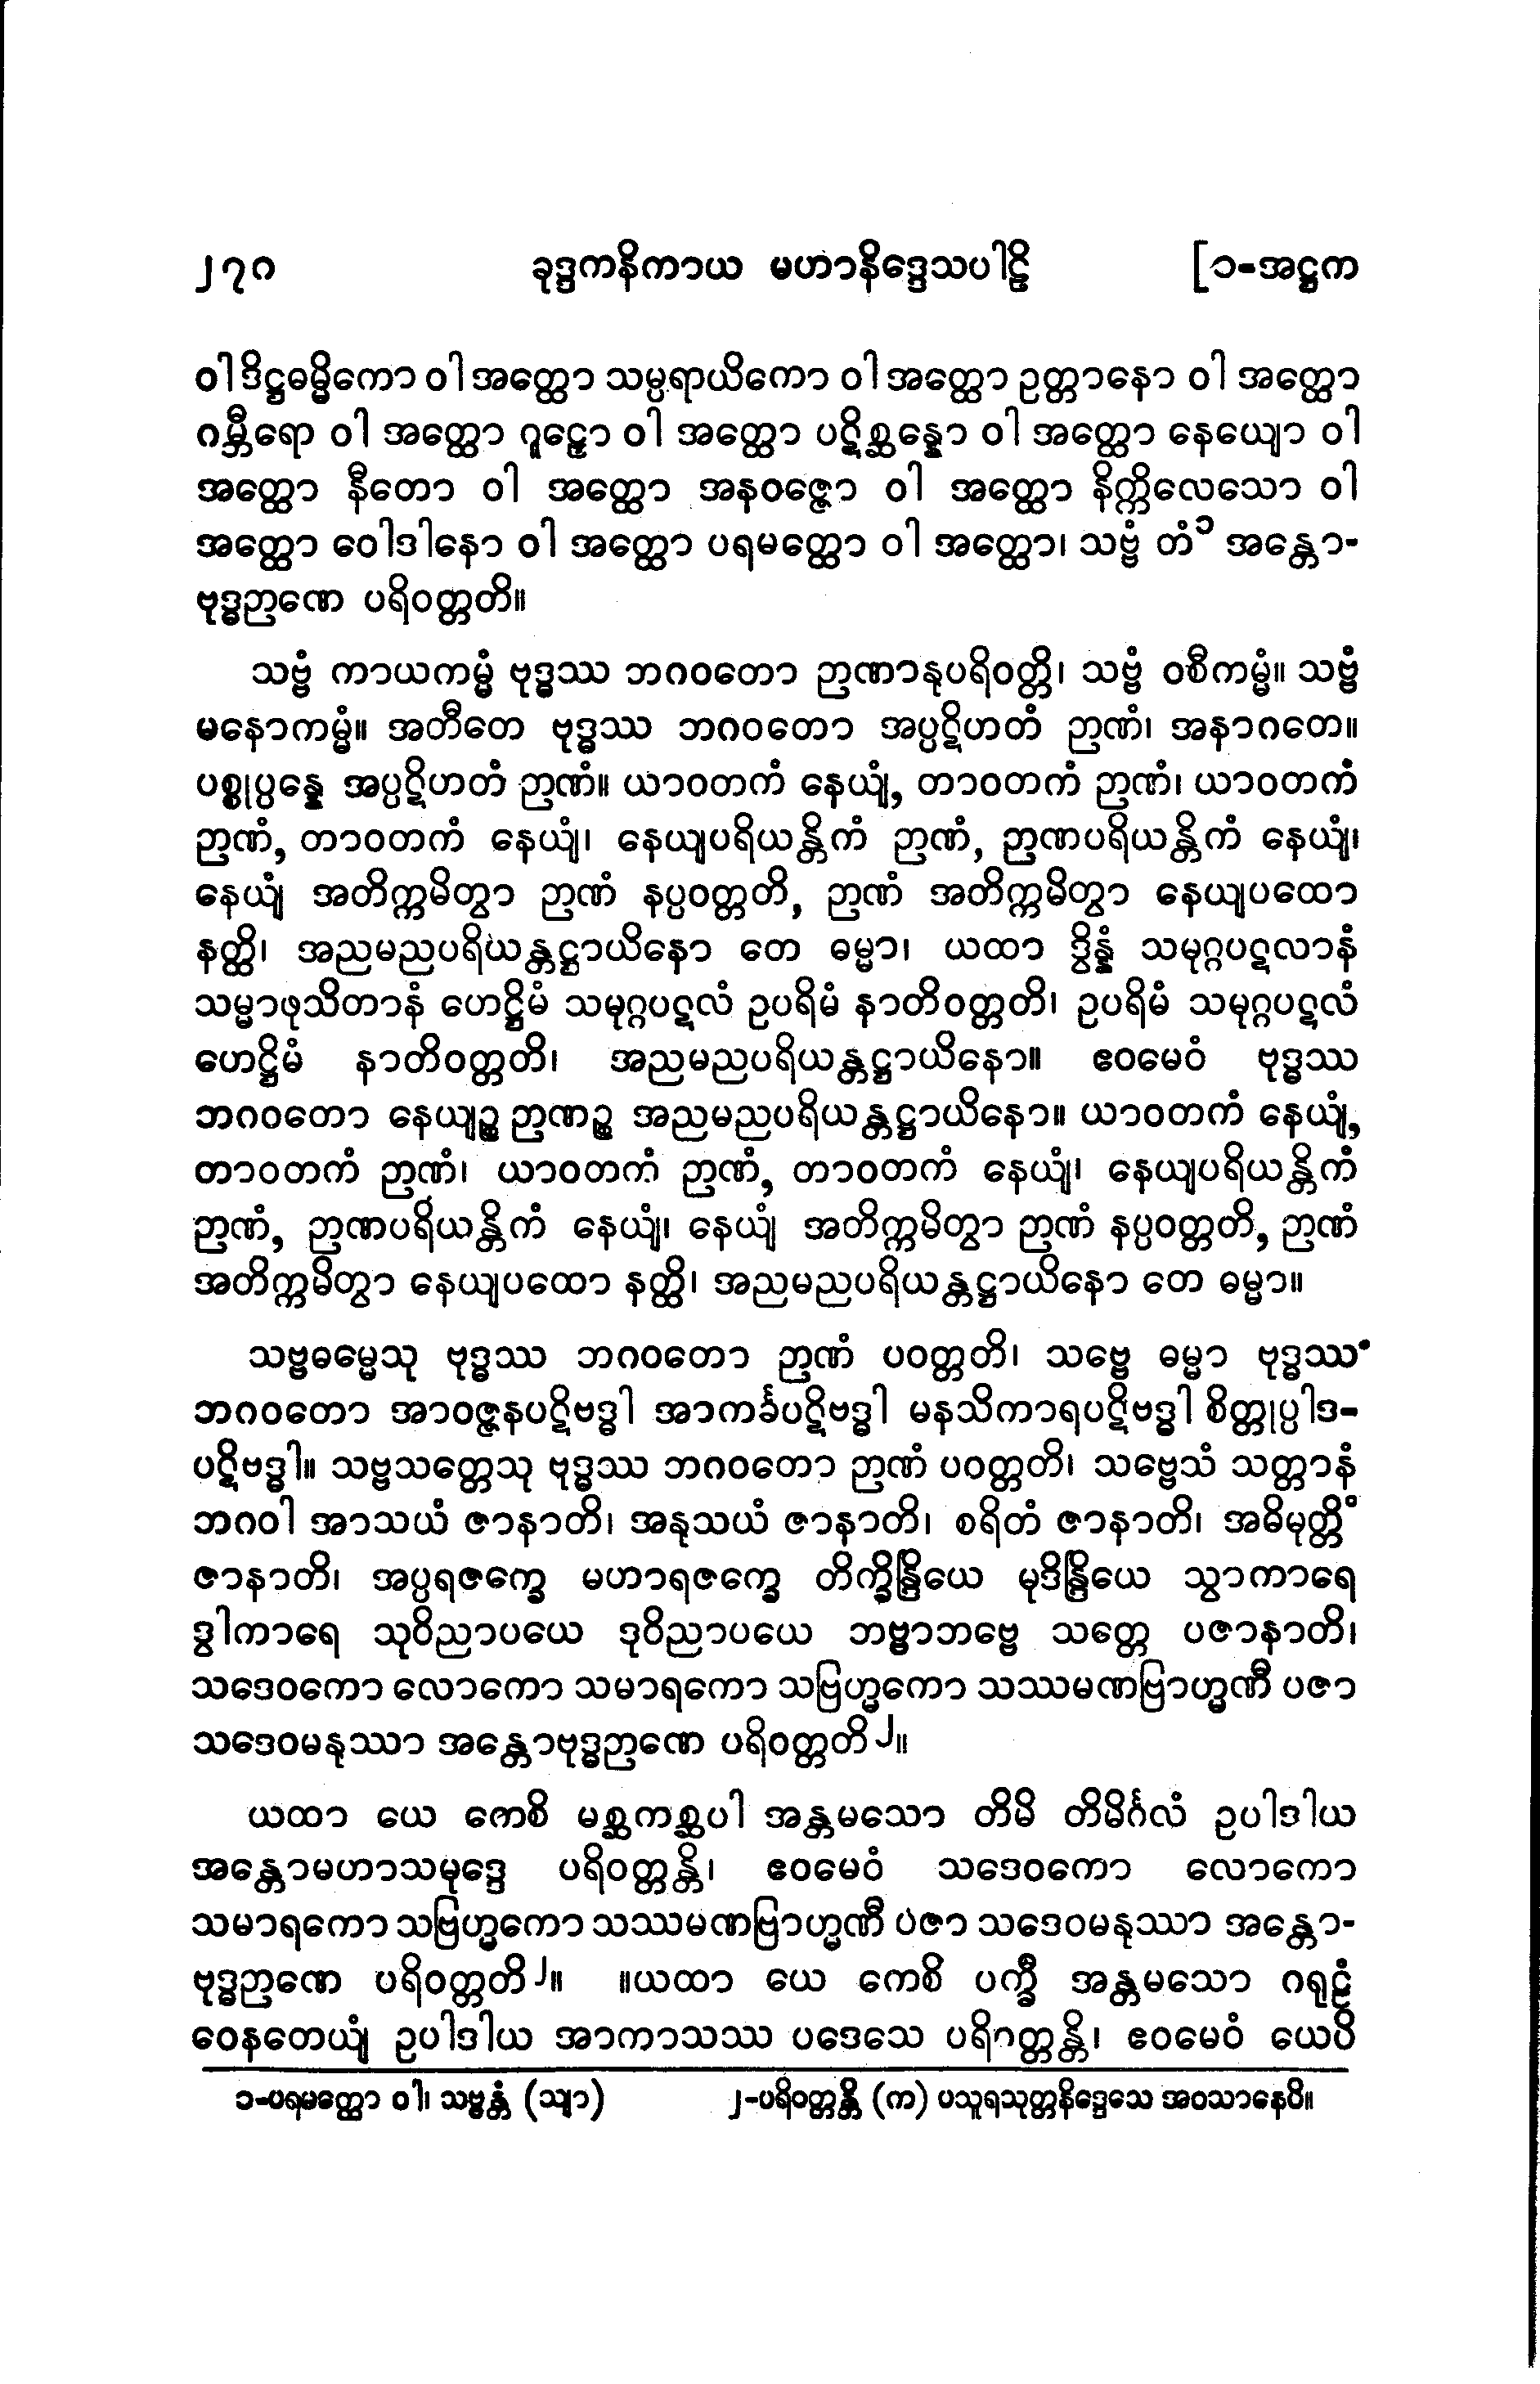 ၂၇၈ ခုဒ္ဒကနိကာယ မဟာနိဒ္ဒေသပါဠိ [၁-အဋ္ဌက
ဝါ ဒိဋ္ဌဓမ္မိကော ဝါ အတ္ထော သမ္ပရာယိကော ဝါ အတ္ထော ဥတ္တာနော ဝါ အတ္ထော
ဂမ္ဘီရော ဝါ အတ္ထော ဂူဠှော ဝါ အတ္ထော ပဋိစ္ဆန္နော ဝါ အတ္ထော နေယျော ဝါ
အတ္ထော နီတော ဝါ အတ္ထော အနဝဇ္ဇော ဝါ အတ္ထော နိက္ကိလေသော ဝါ
အတ္ထော ဝေါဒါနော ဝါ အတ္ထော ပရမတ္ထော ဝါ အတ္ထော၊ သဗ္ဗံ တံ၁ အန္တော-
ဗုဒ္ဓဉာဏေ ပရိဝတ္တတိ။
သဗ္ဗံ ကာယကမ္မံ ဗုဒ္ဓဿ ဘဂဝတော ဉာဏာနုပရိဝတ္တိ၊ သဗ္ဗံ ဝစီကမ္မံ။ သဗ္ဗံ
မနောကမ္မံ။ အတီတေ ဗုဒ္ဓဿ ဘဂဝတော အပ္ပဋိဟတံ ဉာဏံ၊ အနာဂတေ။
ပစ္စုပ္ပန္နေ အပ္ပဋိဟတံ ဉာဏံ။ ယာဝတကံ နေယျံ, တာဝတကံ ဉာဏံ၊ ယာဝတကံ
ဉာဏံ, တာဝတကံ နေယျံ၊ နေယျပရိယန္တိကံ ဉာဏံ, ဉာဏပရိယန္တိကံ နေယျံ၊
နေယျံ အတိက္ကမိတွာ ဉာဏံ နပ္ပဝတ္တတိ, ဉာဏံ အတိက္ကမိတွာ နေယျပထော
နတ္ထိ၊ အညမညပရိယန္တဋ္ဌာယိနော တေ ဓမ္မာ၊ ယထာ ဒွိန္နံ သမုဂ္ဂပဋလာနံ
သမ္မာဖုသိတာနံ ဟေဋ္ဌိမံ သမုဂ္ဂပဋလံ ဥပရိမံ နာတိဝတ္တတိ၊ ဥပရိမံ သမုဂ္ဂပဋလံ
ဟေဋ္ဌိမံ နာတိဝတ္တတိ၊ အညမညပရိယန္တဋ္ဌာယိနော။ ဧဝမေဝံ ဗုဒ္ဓဿ
ဘဂဝတော နေယျဉ္စ ဉာဏဉ္စ အညမညပရိယန္တဋ္ဌာယိနော။ ယာဝတကံ နေယျံ,
တာဝတကံ ဉာဏံ၊ ယာဝတကံ ဉာဏံ, တာဝတကံ နေယျံ၊ နေယျပရိယန္တိကံ
ဉာဏံ, ဉာဏပရိယန္တိကံ နေယျံ၊ နေယျံ အတိက္ကမိတွာ ဉာဏံ နပ္ပဝတ္တတိ, ဉာဏံ
အတိက္ကမိတွာ နေယျပထော နတ္ထိ၊ အညမညပရိယန္တဋ္ဌာယိနော တေ ဓမ္မာ။
သဗ္ဗဓမ္မေသု ဗုဒ္ဓဿ ဘဂဝတော ဉာဏံ ပဝတ္တတိ၊ သဗ္ဗေ ဓမ္မာ ဗုဒ္ဓဿ
ဘဂဝတော အာဝဇ္ဇနပဋိဗဒ္ဓါ အာကင်္ခပဋိဗဒ္ဓါ မနသိကာရပဋိဗဒ္ဓါ စိတ္တုပ္ပါဒ-
ပဋိဗဒ္ဓါ။ သဗ္ဗသတ္တေသု ဗုဒ္ဓဿ ဘဂဝတော ဉာဏံ ပဝတ္တတိ၊ သဗ္ဗေသံ သတ္တာနံ
ဘဂဝါ အာသယံ ဇာနာတိ၊ အနုသယံ ဇာနာတိ၊ စရိတံ ဇာနာတိ၊ အဓိမုတ္တိံ
ဇာနာတိ၊ အပ္ပရဇက္ခေ မဟာရဇက္ခေ တိက္ခိန္ဒြိယေ မုဒိန္ဒြိယေ သွာကာရေ
ဒွါကာရေ သုဝိညာပယေ ဒုဝိညာပယေ ဘဗ္ဗာဘဗ္ဗေ သတ္တေ ပဇာနာတိ၊
သဒေဝကော လောကော သမာရကော သဗြဟ္မကော သဿမဏဗြာဟ္မဏီ ပဇာ
သဒေဝမနုဿာ အန္တောဗုဒ္ဓဉာဏေ ပရိဝတ္တတိ၂။
ယထာ ယေ ကေစိ မစ္ဆကစ္ဆပါ အန္တမသော တိမိ တိမိင်္ဂလံ ဥပါဒါယ
အန္တောမဟာသမုဒ္ဒေ ပရိဝတ္တန္တိ၊ ဧဝမေဝံ သဒေဝကော လောကော
သမာရကော သဗြဟ္မကော သဿမဏဗြာဟ္မဏီ ပဇာ သဒေဝမနုဿာ အန္တော-
ဗုဒ္ဓဉာဏေ ပရိဝတ္တတိ၂။ ။ယထာ ယေ ကေစိ ပက္ခီ အန္တမသော ဂရုဠံ
ဝေနတေယျံ ဥပါဒါယ အာကာသဿ ပဒေသေ ပရိဝတ္တန္တိ၊ ဧဝမေဝံ ယေပိ
၁-ပရမတ္ထော ဝါ၊ သဗ္ဗန္တံ (သျာ) ၂-ပရိဝတ္တန္တိ (က) ပသူရသုတ္တနိဒ္ဒေသေ အဝသာနေပိ။